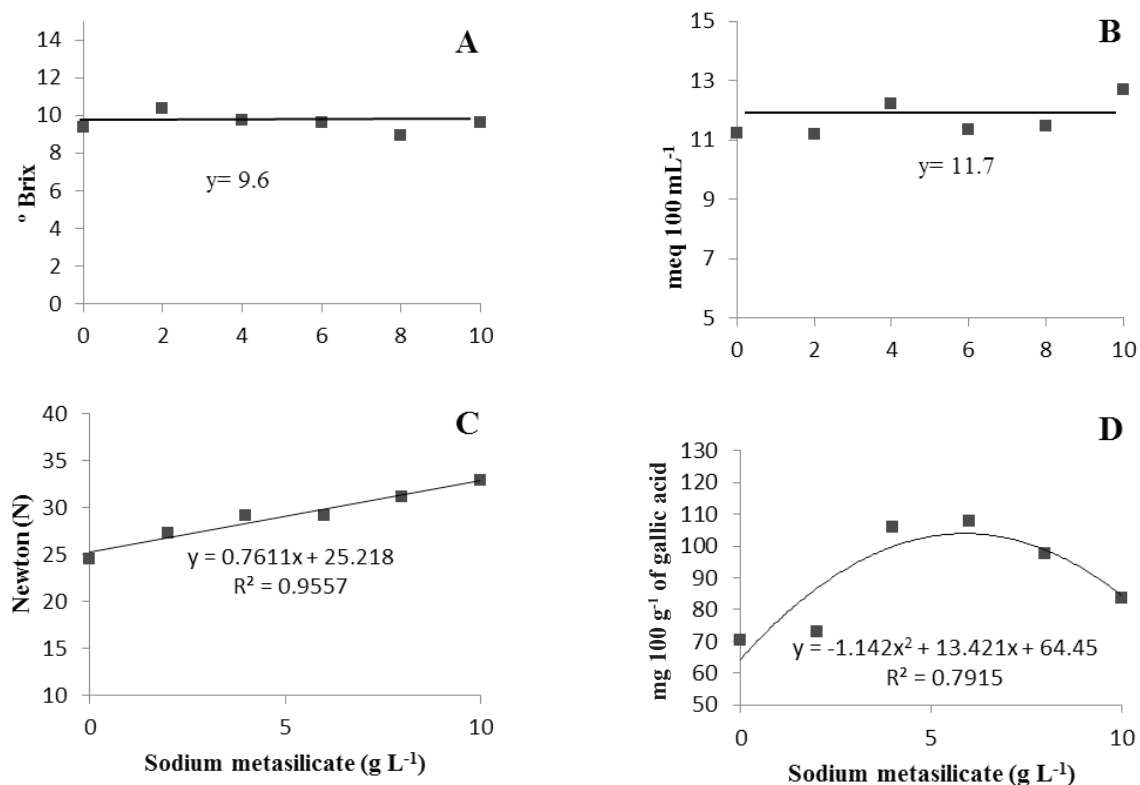 A
º Brix
14
12
10
8
6
4
2
0
y= 9.6
0 2 4 6 8 10
B
meq 100 mL⁻¹
15
13
11
9
7
5
y= 11.7
0 2 4 6 8 10
C
Newton (N)
40
35
30
25
20
15
10
y = 0.7611x + 25.218
R² = 0.9557
0 5 10
Sodium metasilicate (g L⁻¹)
D
mg 100 g⁻¹ of gallic acid
130
120
110
100
90
80
70
60
50
y = -1.142x² + 13.421x + 64.45
R² = 0.7915
0 5 10
Sodium metasilicate (g L⁻¹)